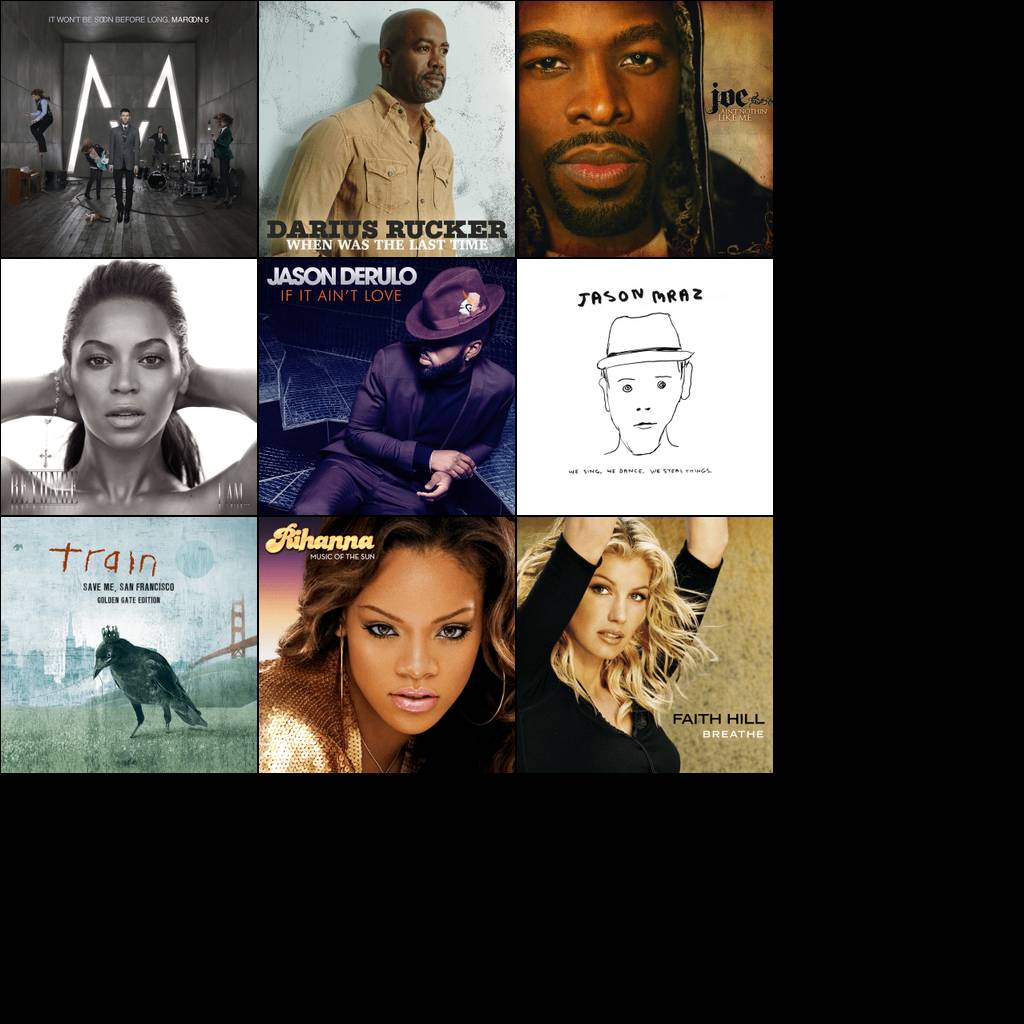 IT WON'T BE SOON BEFORE LONG. MAROON 5
DARIUS RUCKER
WHEN WAS THE LAST TIME
joe
AIN'T NOTHIN'
LIKE ME
BEYONCE
I AM
JASON DERULO
IF IT AIN'T LOVE
JASON MRAZ
WE SING. WE DANCE. WE STEAL THINGS.
train
SAVE ME, SAN FRANCISCO
GOLDEN GATE EDITION
Rihanna
MUSIC OF THE SUN
FAITH HILL
BREATHE